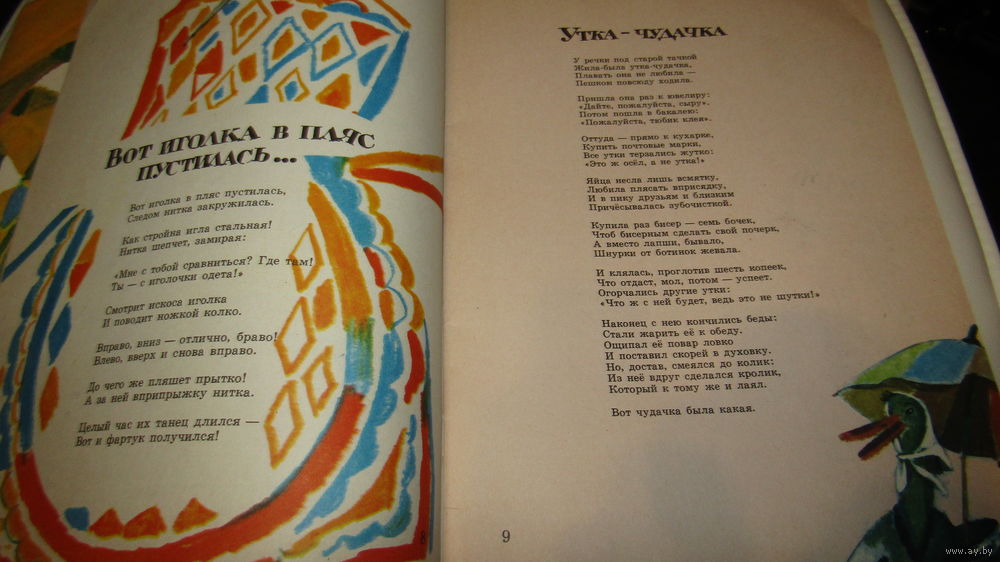 Вот иголка в пляс
пустилась...
Вот иголка в пляс пустилась,
Следом нитка закружилась.
Как стройна игла стальная!
Нитка шепчет, замирая:
«Мне с тобой сравниться? Где там!
Ты — с иголочки одета!»
Смотрит искоса иголка
И поводит ножкой колко.
Вправо, вниз — отлично, браво!
Влево, вверх и снова вправо.
До чего же пляшет прытко!
А за ней вприпрыжку нитка.
Целый час их танец длился —
Вот и фартук получился!
8
Утка-чудачка
У речки под старой тачкой
Жила-была утка-чудачка,
Плавать она не любила —
Пешком повсюду ходила.
Пришла она раз к ювелиру:
«Дайте, пожалуйста, сыру».
Потом пошла в бакалею:
«Пожалуйста, тюбик клея».
Оттуда — прямо к кухарке,
Купить почтовые марки,
Все утки терзались жутко:
«Это ж осёл, а не утка!»
Яйца несла лишь всмятку,
Любила плясать вприсядку,
И в пику друзьям и близким
Причёсывалась зубочисткой.
Купила раз бисер — семь бочек,
Чтоб бисерным сделать свой почерк,
А вместо лапши, бывало,
Шнурки от ботинок жевала.
И клялась, проглотив шесть копеек,
Что отдаст, мол, потом — успеет.
Огорчались другие утки:
«Что ж с ней будет, ведь это не шутки!»
Наконец с нею кончились беды:
Стали жарить её к обеду.
Ощипал её повар ловко
И поставил скорей в духовку.
Но, достав, смеялся до колик:
Из неё вдруг сделался кролик,
Который к тому же и лаял.
Вот чудачка была какая.
9
www.ay.by